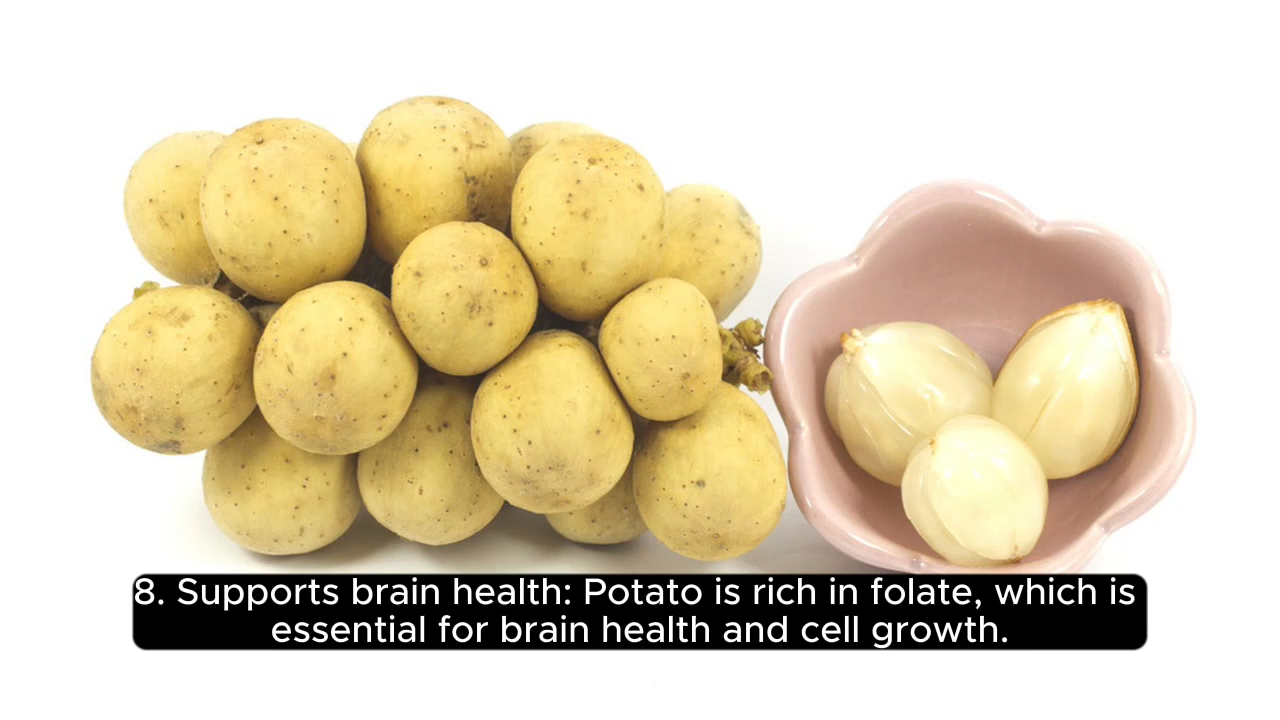 8. Supports brain health: Potato is rich in folate, which is
essential for brain health and cell growth.